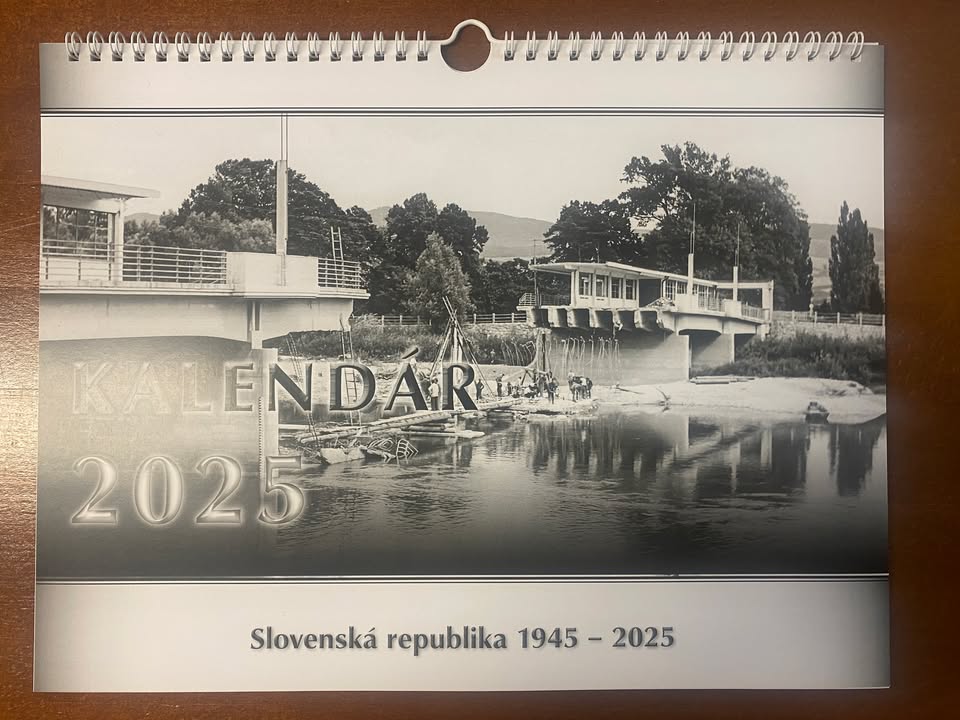 KALENDÁR
2025
Slovenská republika 1945 – 2025